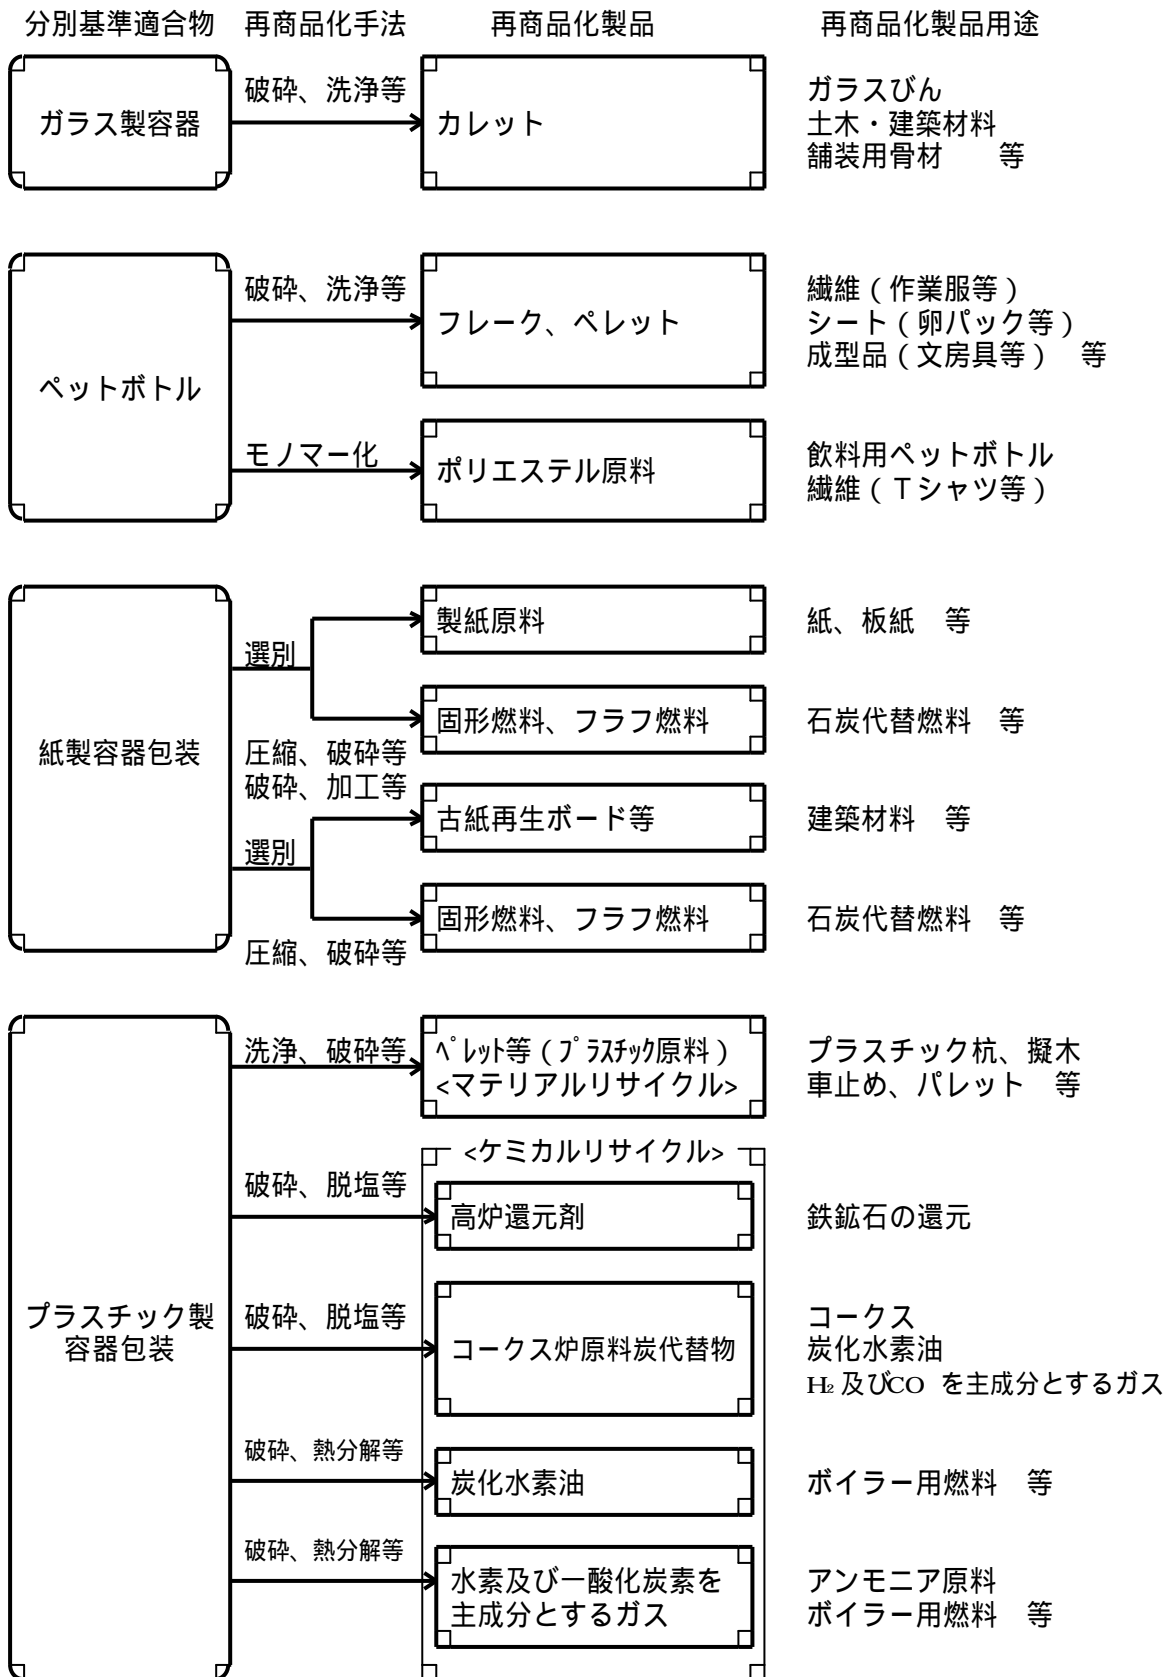 分別基準適合物 再商品化手法 再商品化製品 再商品化製品用途
ガラス製容器
破砕、洗浄等
カレット
ガラスびん
土木・建築材料
舗装用骨材 等
ペットボトル
破砕、洗浄等
フレーク、ペレット
繊維(作業服等)
シート(卵パック等)
成型品(文房具等) 等
モノマー化
ポリエステル原料
飲料用ペットボトル
繊維(Tシャツ等)
紙製容器包装
選別
製紙原料
紙、板紙 等
圧縮、破砕等
固形燃料、フラフ燃料
石炭代替燃料 等
破砕、加工等
選別
古紙再生ボード等
建築材料 等
圧縮、破砕等
固形燃料、フラフ燃料
石炭代替燃料 等
プラスチック製
容器包装
洗浄、破砕等
ペレット等(プラスチック原料)
<マテリアルリサイクル>
プラスチック杭、擬木
車止め、パレット 等
<ケミカルリサイクル>
破砕、脱塩等
高炉還元剤
鉄鉱石の還元
破砕、脱塩等
コークス炉原料炭代替物
コークス
炭化水素油
H₂及びCO を主成分とするガス
破砕、熱分解等
炭化水素油
ボイラー用燃料 等
破砕、熱分解等
水素及び一酸化炭素を
主成分とするガス
アンモニア原料
ボイラー用燃料 等